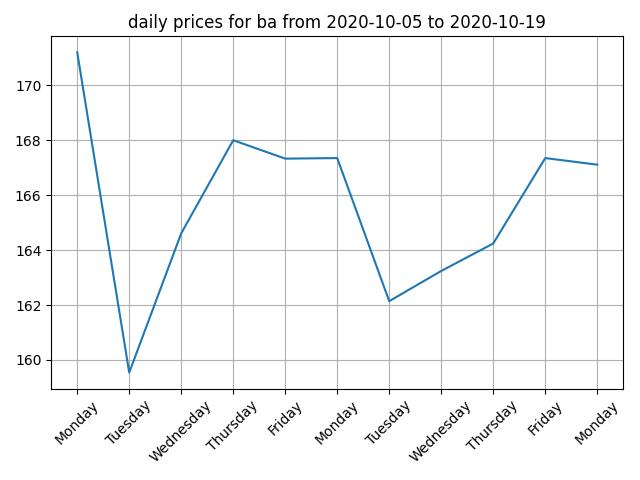 daily prices for ba from 2020-10-05 to 2020-10-19
170
168
166
164
162
160
Monday
Tuesday
Wednesday
Thursday
Friday
Monday
Tuesday
Wednesday
Thursday
Friday
Monday